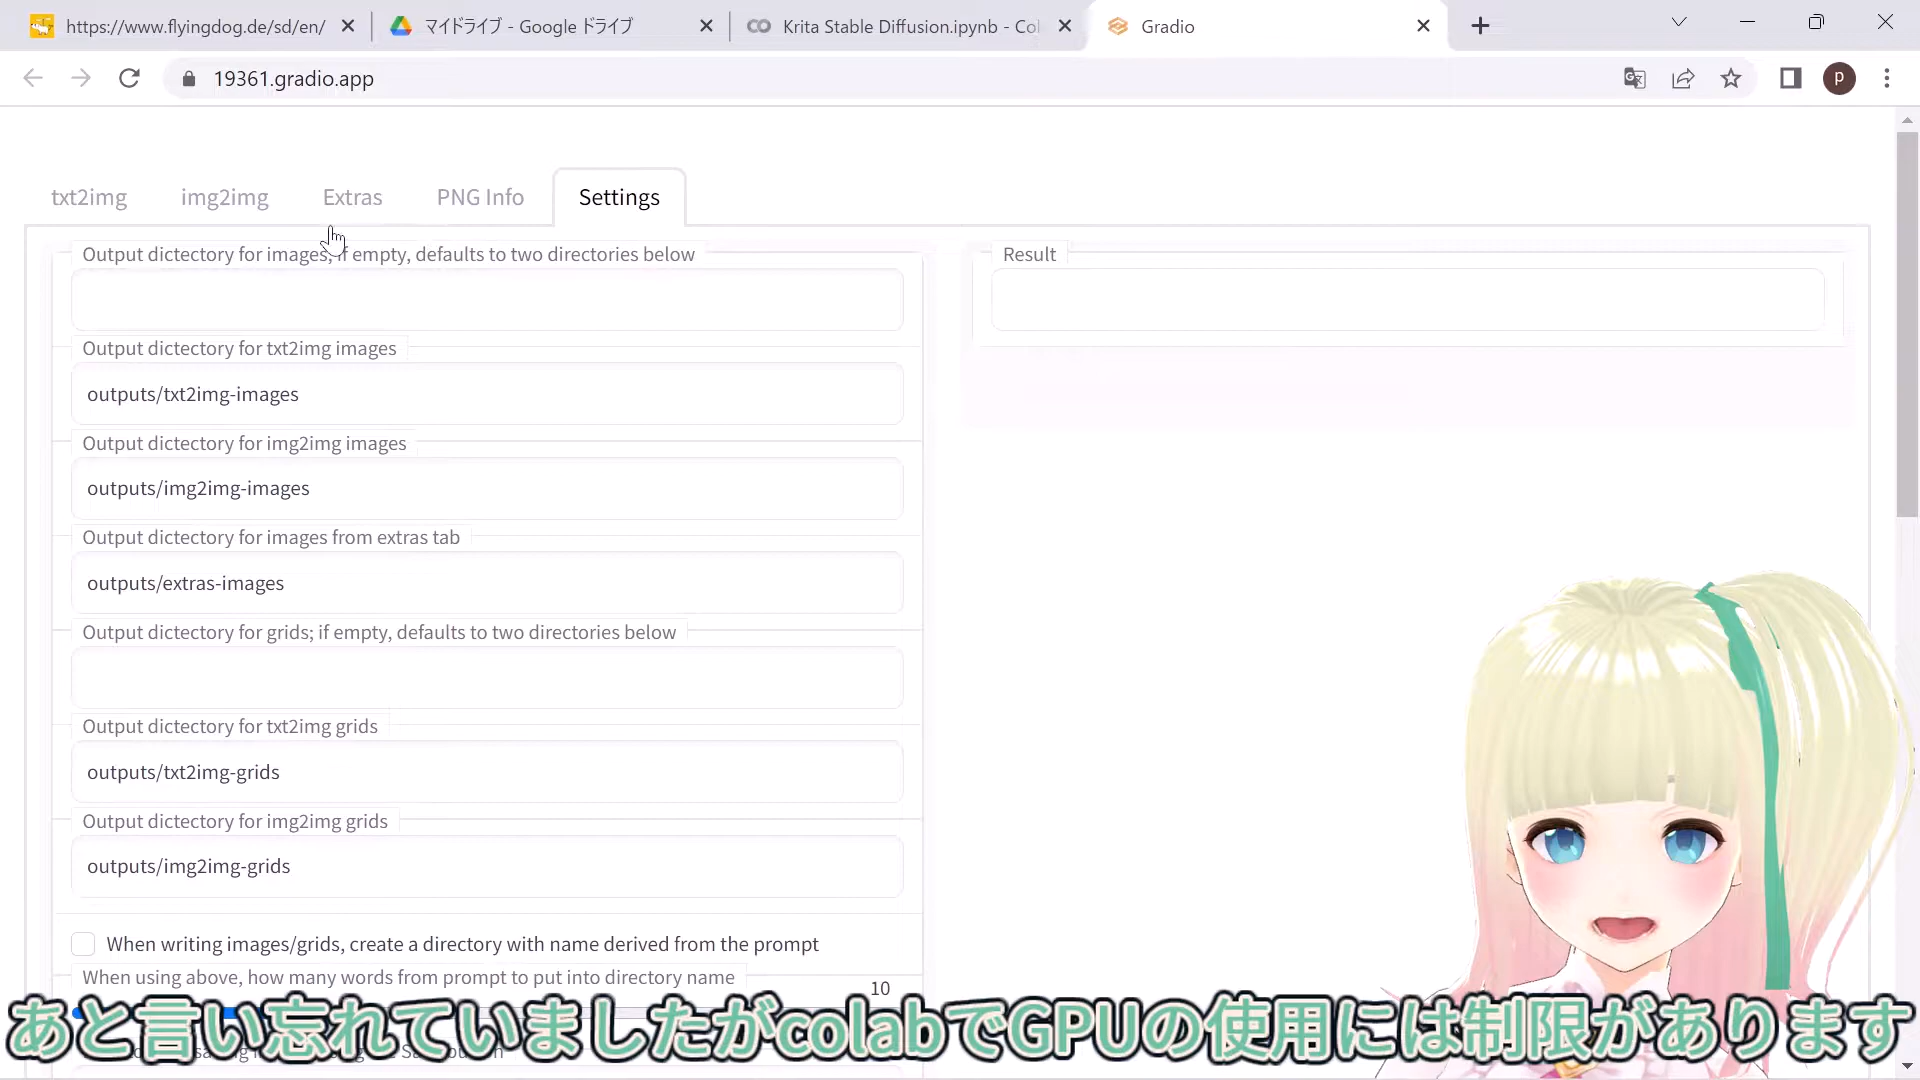 https://www.flyingdog.de/sd/en/
マイドライブ - Google ドライブ
Krita Stable Diffusion.ipynb - Col
Gradio
19361.gradio.app
P
txt2img
img2img
Extras
PNG Info
Settings
Output dictectory for images; if empty, defaults to two directories below
Result
Output dictectory for txt2img images
outputs/txt2img-images
Output dictectory for img2img images
outputs/img2img-images
Output dictectory for images from extras tab
outputs/extras-images
Output dictectory for grids; if empty, defaults to two directories below
Output dictectory for txt2img grids
outputs/txt2img-grids
Output dictectory for img2img grids
outputs/img2img-grids
When writing images/grids, create a directory with name derived from the prompt
When using above, how many words from prompt to put into directory name
10
あと言い忘れていましたがcolabでGPUの使用には制限があります